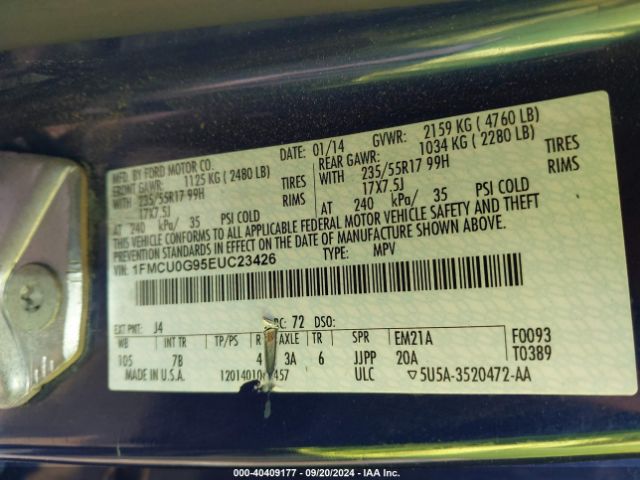 MFD. BY FORD MOTOR CO.
DATE: 01/14 GVWR: 2159 KG ( 4760 LB)
FRONT GAWR: 1125 KG ( 2480 LB) REAR GAWR: 1034 KG ( 2280 LB)
WITH 235/55R17 99H TIRES WITH 235/55R17 99H TIRES
17X7.5J RIMS 17X7.5J RIMS
AT 240 kPa/ 35 PSI COLD AT 240 kPa/ 35 PSI COLD
THIS VEHICLE CONFORMS TO ALL APPLICABLE FEDERAL MOTOR VEHICLE SAFETY AND THEFT
PREVENTION STANDARDS IN EFFECT ON THE DATE OF MANUFACTURE SHOWN ABOVE.
VIN: 1FMCU0G95EUC23426 TYPE: MPV
EXT PNT: J4 RC: 72 DSO:
WB INT TR TP/PS R AXLE TR SPR EM21A F0093
105 7B 4 3A 6 JJPP 20A T0389
MADE IN U.S.A. ULC ▽5U5A-3520472-AA
000-40409177 - 09/20/2024 - IAA Inc.